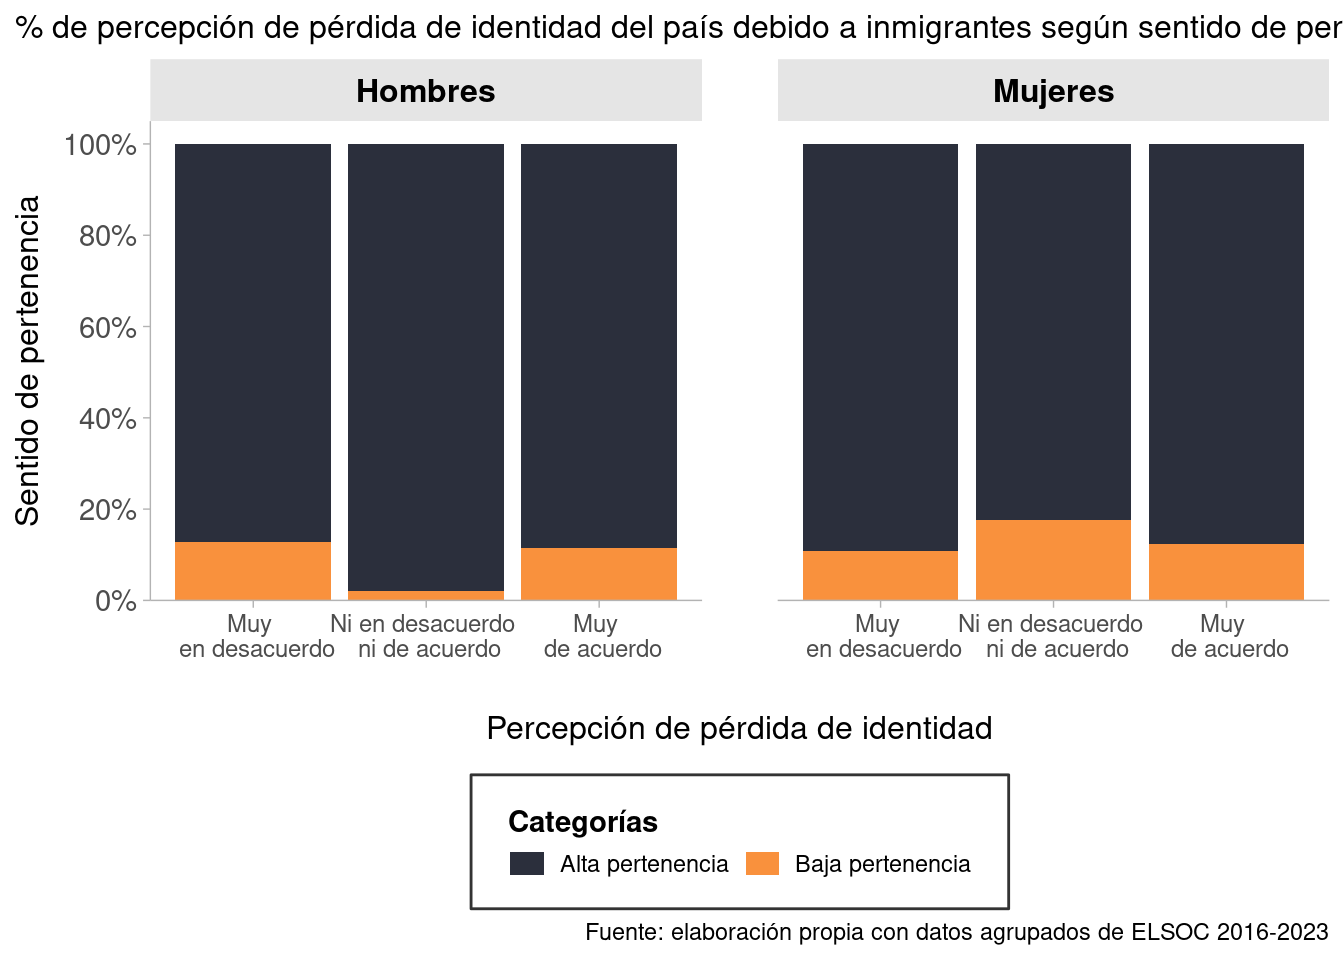 % de percepción de pérdida de identidad del país debido a inmigrantes según sentido de per
Hombres
Mujeres
Sentido de pertenencia
100%
80%
60%
40%
20%
0%
Muy
en desacuerdo
Ni en desacuerdo
ni de acuerdo
Muy
de acuerdo
Muy
en desacuerdo
Ni en desacuerdo
ni de acuerdo
Muy
de acuerdo
Percepción de pérdida de identidad
Categorías
Alta pertenencia
Baja pertenencia
Fuente: elaboración propia con datos agrupados de ELSOC 2016-2023